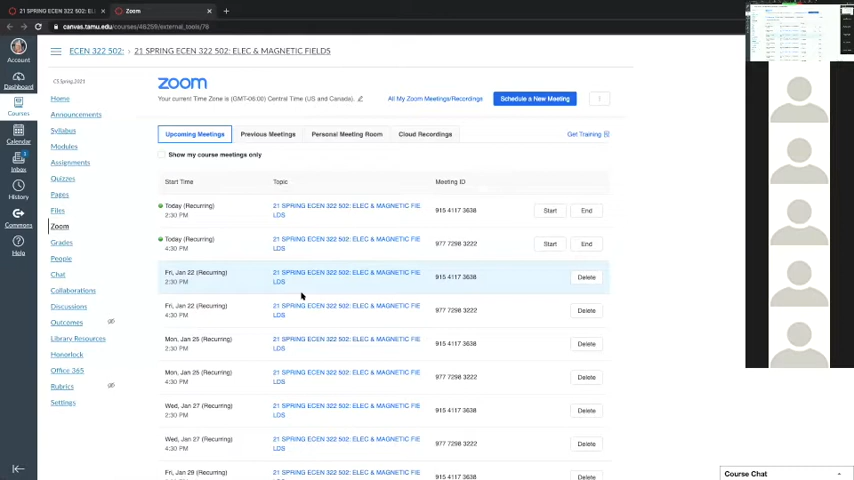 21 SPRING ECEN 322 502: EL
Zoom
canvas.tamu.edu/courses/46259/external_tools/76
ECEN 322 502: › 21 SPRING ECEN 322 502: ELEC & MAGNETIC FIELDS
Account
Dashboard
Courses
Calendar
Inbox
History
Commons
Help
Home
Announcements
Syllabus
Modules
Assignments
Quizzes
Pages
Files
Zoom
Grades
People
Chat
Collaborations
Discussions
Outcomes
Library Resources
Honorlock
Office 365
Rubrics
Settings
zoom
Your current Time Zone is (GMT-06:00) Central Time (US and Canada).
All My Zoom Meetings/Recordings
Schedule a New Meeting
Upcoming Meetings Previous Meetings Personal Meeting Room Cloud Recordings Get Training
Show my course meetings only
Start Time Topic Meeting ID
Today (Recurring) 21 SPRING ECEN 322 502: ELEC & MAGNETIC FIE
2:30 PM LDS 915 4117 3638 Start End
Today (Recurring) 21 SPRING ECEN 322 502: ELEC & MAGNETIC FIE
4:30 PM LDS 977 7298 3222 Start End
Fri, Jan 22 (Recurring) 21 SPRING ECEN 322 502: ELEC & MAGNETIC FIE
2:30 PM LDS 915 4117 3638 Delete
Fri, Jan 22 (Recurring) 21 SPRING ECEN 322 502: ELEC & MAGNETIC FIE
4:30 PM LDS 977 7298 3222 Delete
Mon, Jan 25 (Recurring) 21 SPRING ECEN 322 502: ELEC & MAGNETIC FIE
2:30 PM LDS 915 4117 3638 Delete
Mon, Jan 25 (Recurring) 21 SPRING ECEN 322 502: ELEC & MAGNETIC FIE
4:30 PM LDS 977 7298 3222 Delete
Wed, Jan 27 (Recurring) 21 SPRING ECEN 322 502: ELEC & MAGNETIC FIE
2:30 PM LDS 915 4117 3638 Delete
Wed, Jan 27 (Recurring) 21 SPRING ECEN 322 502: ELEC & MAGNETIC FIE
4:30 PM LDS 977 7298 3222 Delete
Fri, Jan 29 (Recurring) 21 SPRING ECEN 322 502: ELEC & MAGNETIC FIE
LDS 915 4117 3638 Delete
Course Chat